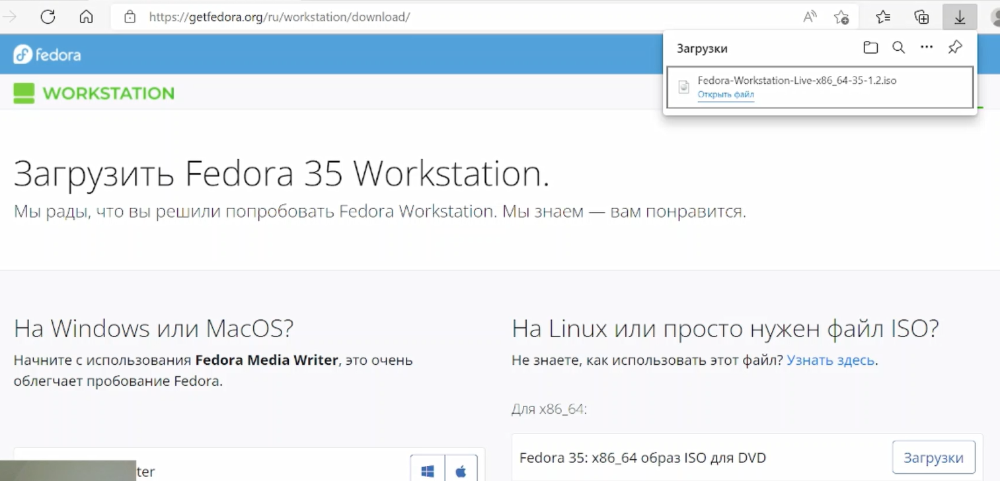 https://getfedora.org/ru/workstation/download/
fedora
Загрузки
Fedora-Workstation-Live-x86_64-35-1.2.iso
Открыть файл
WORKSTATION
Загрузить Fedora 35 Workstation.
Мы рады, что вы решили попробовать Fedora Workstation. Мы знаем — вам понравится.
На Windows или MacOS?
Начните с использования Fedora Media Writer, это очень
облегчает пробование Fedora.
На Linux или просто нужен файл ISO?
Не знаете, как использовать этот файл? Узнать здесь.
Для x86_64:
ter
Fedora 35: x86_64 образ ISO для DVD
Загрузки